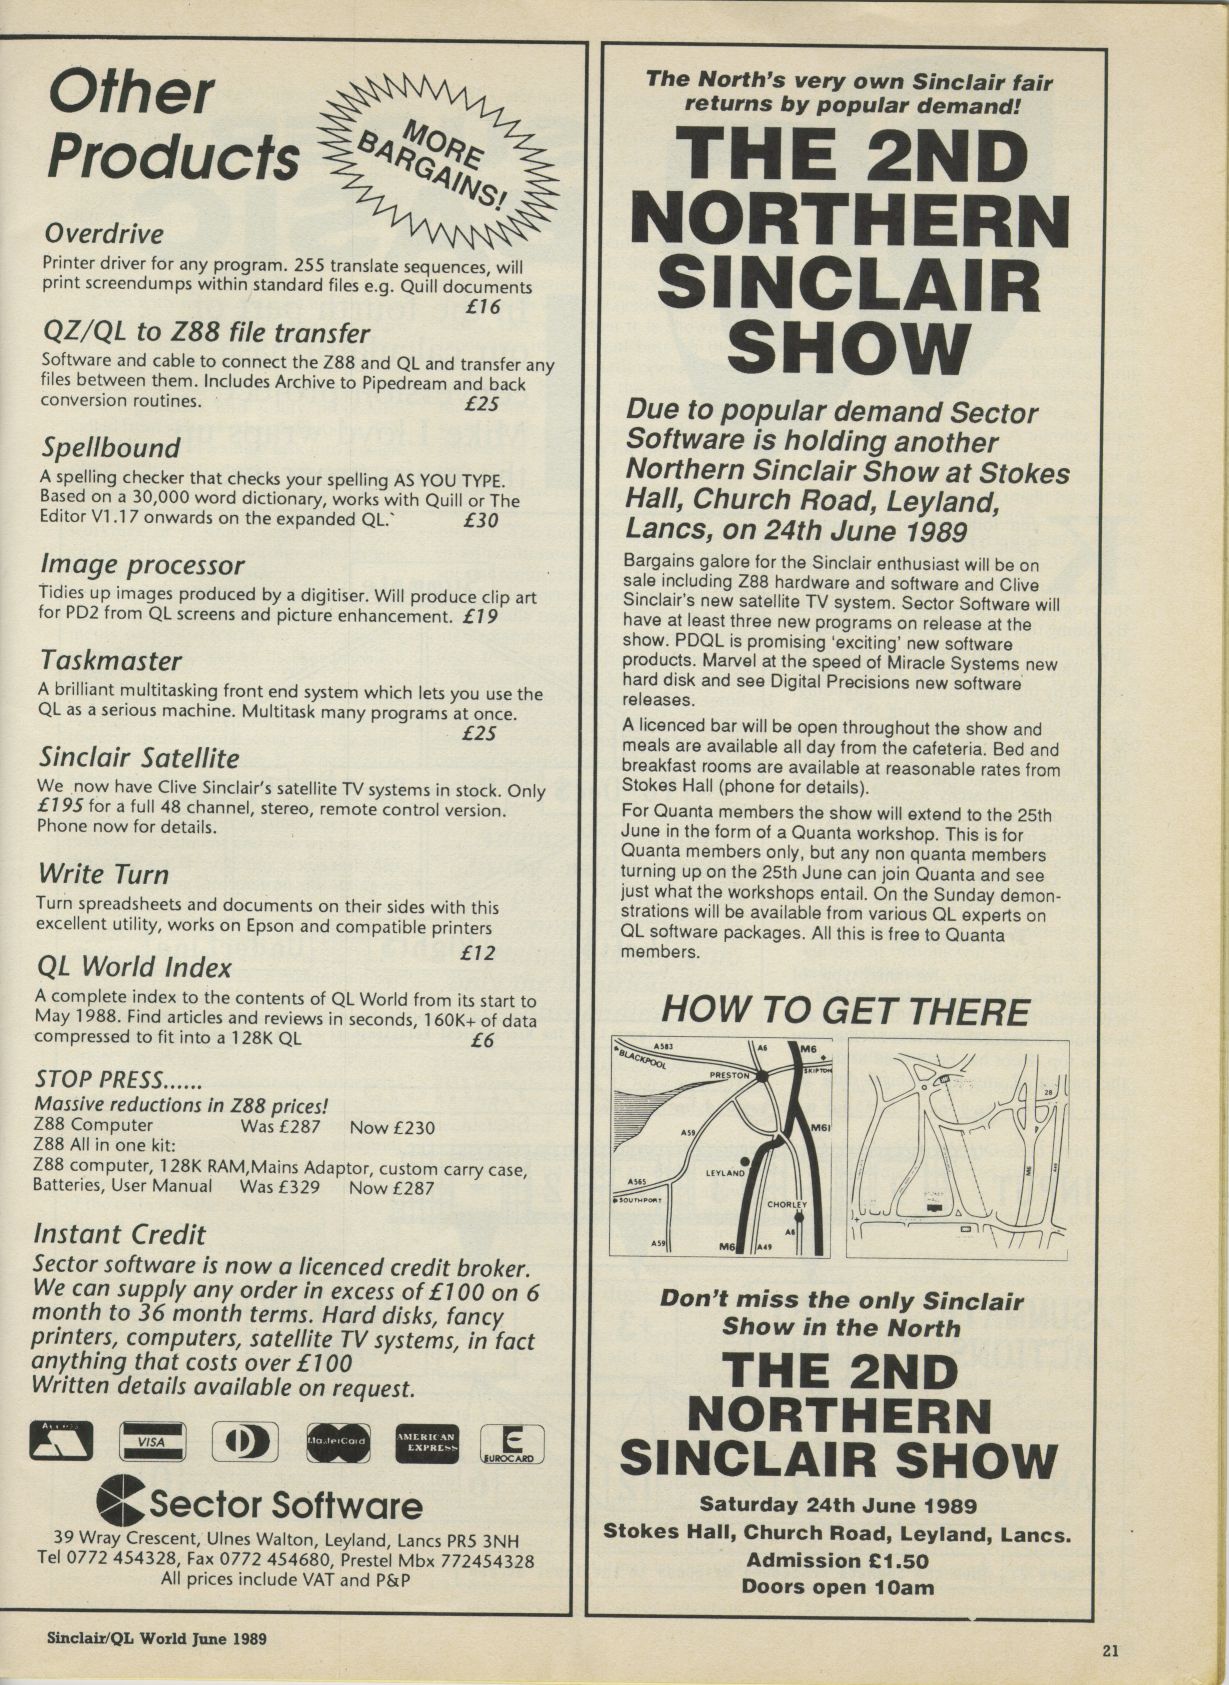 Other
Products
MORE
BARGAINS!
Overdrive
Printer driver for any program. 255 translate sequences, will
print screendumps within standard files e.g. Quill documents
£16
QZ/QL to Z88 file transfer
Software and cable to connect the Z88 and QL and transfer any
files between them. Includes Archive to Pipedream and back
conversion routines. £25
Spellbound
A spelling checker that checks your spelling AS YOU TYPE.
Based on a 30,000 word dictionary, works with Quill or The
Editor V1.17 onwards on the expanded QL. £30
Image processor
Tidies up images produced by a digitiser. Will produce clip art
for PD2 from QL screens and picture enhancement. £19
Taskmaster
A brilliant multitasking front end system which lets you use the
QL as a serious machine. Multitask many programs at once.
£25
Sinclair Satellite
We now have Clive Sinclair's satellite TV systems in stock. Only
£195 for a full 48 channel, stereo, remote control version.
Phone now for details.
Write Turn
Turn spreadsheets and documents on their sides with this
excellent utility, works on Epson and compatible printers
£12
QL World Index
A complete index to the contents of QL World from its start to
May 1988. Find articles and reviews in seconds, 160K+ of data
compressed to fit into a 128K QL £6
STOP PRESS......
Massive reductions in Z88 prices!
Z88 Computer Was £287 Now £230
Z88 All in one kit:
Z88 computer, 128K RAM,Mains Adaptor, custom carry case,
Batteries, User Manual Was £329 Now £287
Instant Credit
Sector software is now a licenced credit broker.
We can supply any order in excess of £100 on 6
month to 36 month terms. Hard disks, fancy
printers, computers, satellite TV systems, in fact
anything that costs over £100
Written details available on request.
Access
VISA
MasterCard
AMERICAN
EXPRESS
E
EUROCARD
Sector Software
39 Wray Crescent, Ulnes Walton, Leyland, Lancs PR5 3NH
Tel 0772 454328, Fax 0772 454680, Prestel Mbx 772454328
All prices include VAT and P&P
The North's very own Sinclair fair
returns by popular demand!
THE 2ND
NORTHERN
SINCLAIR
SHOW
Due to popular demand Sector
Software is holding another
Northern Sinclair Show at Stokes
Hall, Church Road, Leyland,
Lancs, on 24th June 1989
Bargains galore for the Sinclair enthusiast will be on
sale including Z88 hardware and software and Clive
Sinclair's new satellite TV system. Sector Software will
have at least three new programs on release at the
show. PDQL is promising 'exciting' new software
products. Marvel at the speed of Miracle Systems new
hard disk and see Digital Precisions new software
releases.
A licenced bar will be open throughout the show and
meals are available all day from the cafeteria. Bed and
breakfast rooms are available at reasonable rates from
Stokes Hall (phone for details).
For Quanta members the show will extend to the 25th
June in the form of a Quanta workshop. This is for
Quanta members only, but any non quanta members
turning up on the 25th June can join Quanta and see
just what the workshops entail. On the Sunday demon-
strations will be available from various QL experts on
QL software packages. All this is free to Quanta
members.
HOW TO GET THERE
A583
A6
M6
BLACKPOOL
PRESTON
SKIPTON
A59
M61
LEYLAND
A565
SOUTHPORT
CHORLEY
A59
M6
A49
A6
28
M6
A49
Don't miss the only Sinclair
Show in the North
THE 2ND
NORTHERN
SINCLAIR SHOW
Saturday 24th June 1989
Stokes Hall, Church Road, Leyland, Lancs.
Admission £1.50
Doors open 10am
Sinclair/QL World June 1989
21